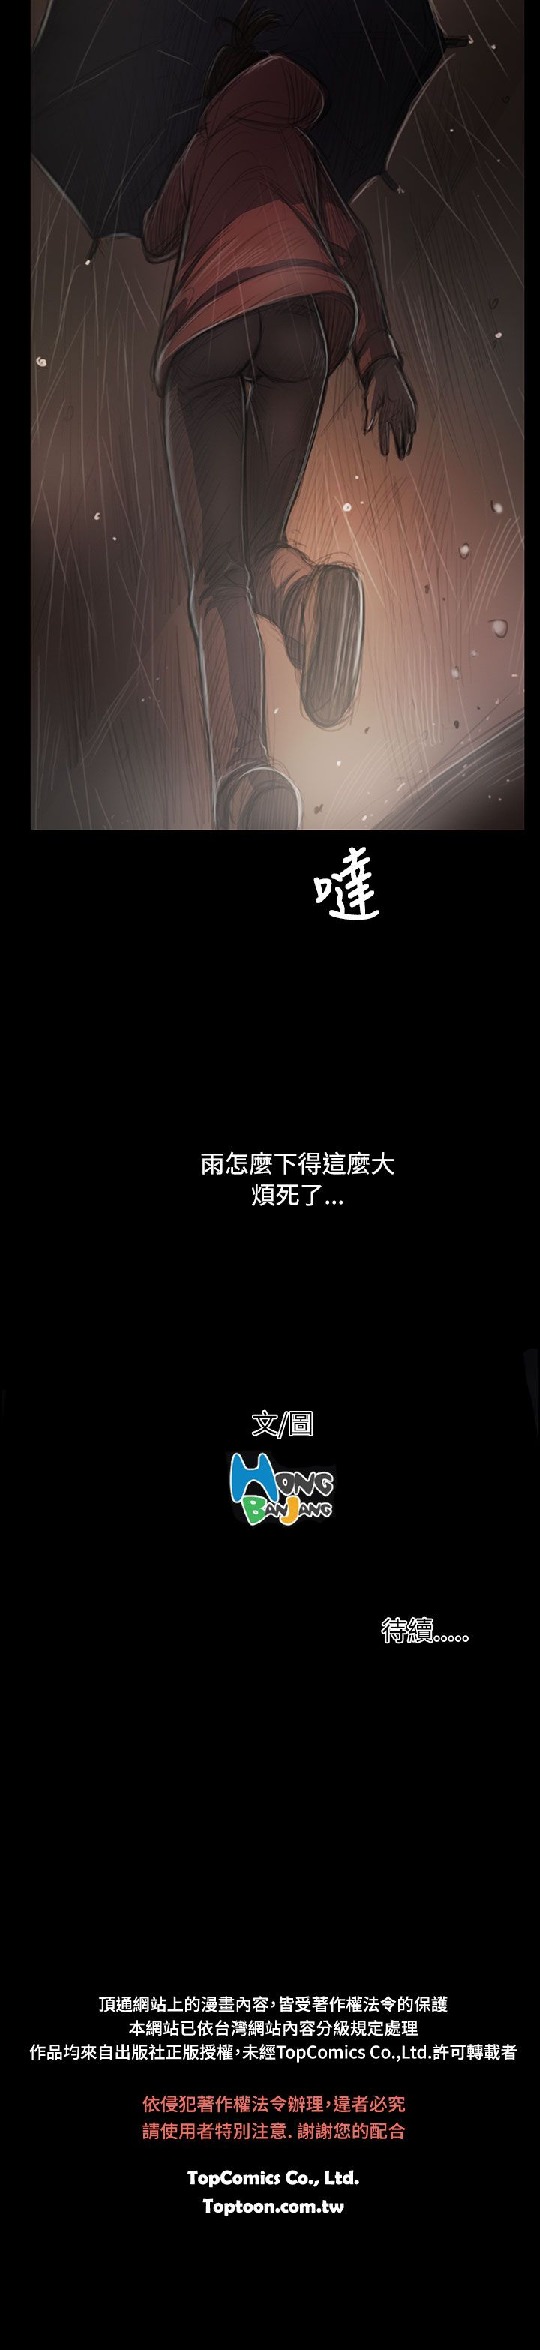 噠
雨怎麼下得這麼大
煩死了...
文/圖
HONG
BANJANG
待續.....
頂通網站上的漫畫內容,皆受著作權法令的保護
本網站已依台灣網站內容分級規定處理
作品均來自出版社正版授權,未經TopComics Co.,Ltd.許可轉載者
依侵犯著作權法令辦理,違者必究
請使用者特別注意. 謝謝您的配合
TopComics Co., Ltd.
Toptoon.com.tw